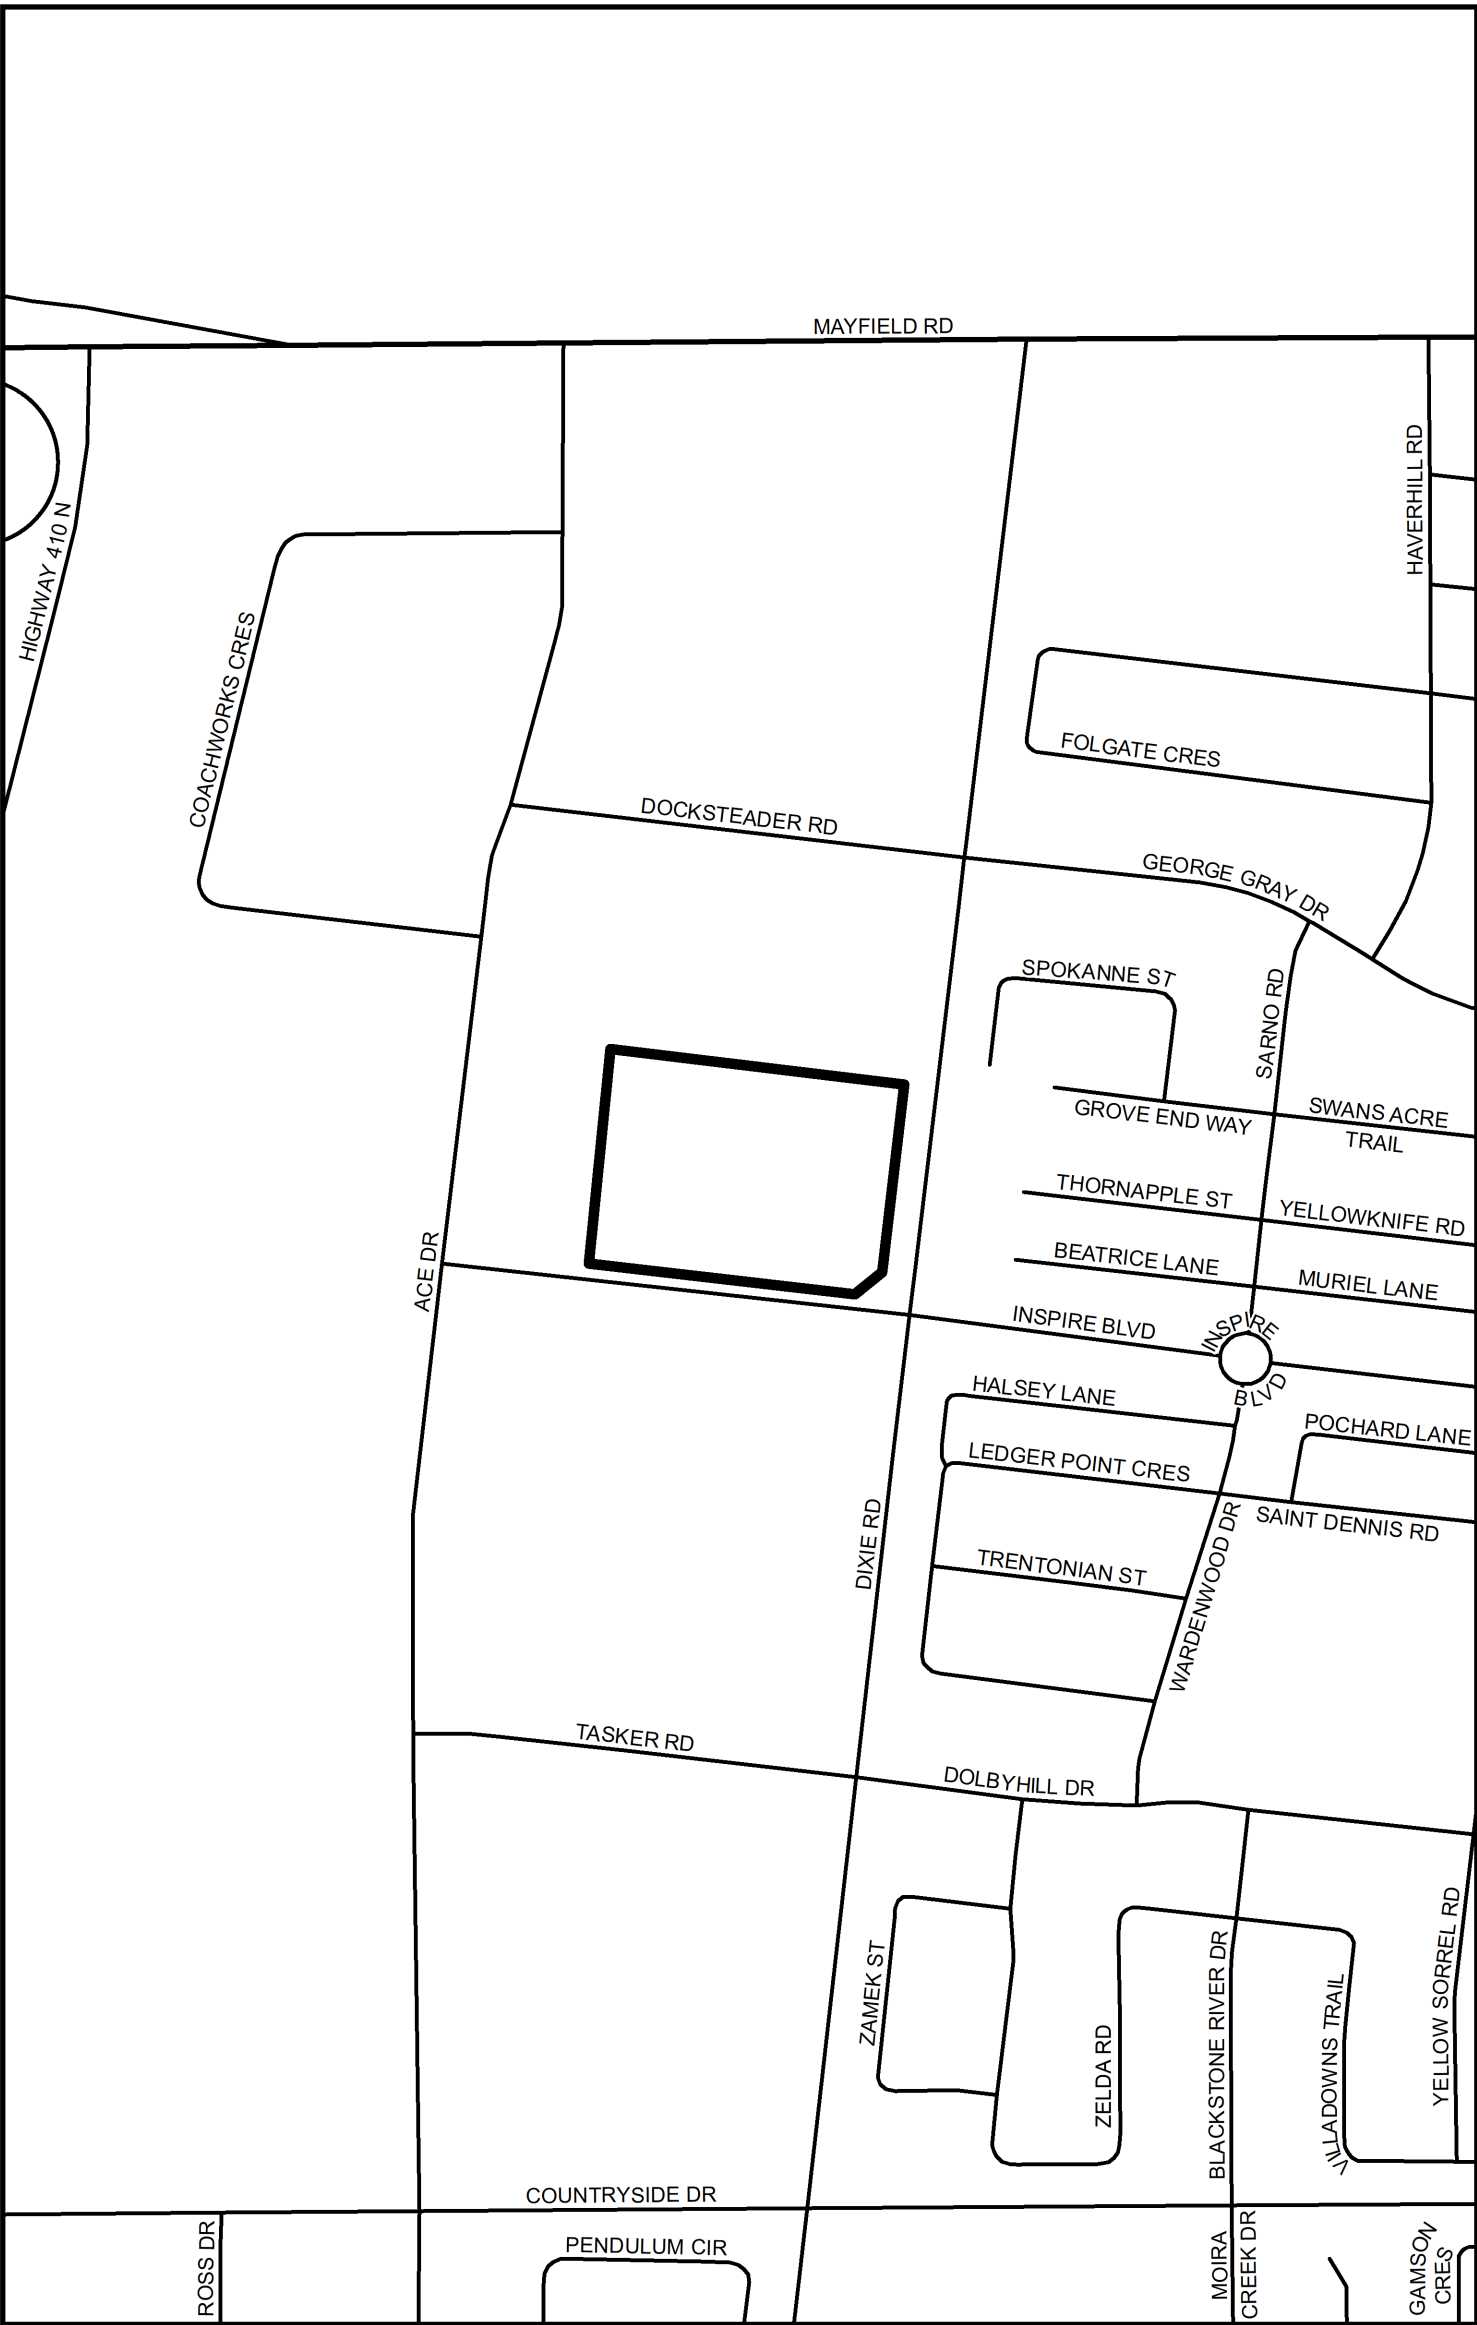 MAYFIELD RD
HAVERHILL RD
HIGHWAY 410 N
COACHWORKS CRES
FOLGATE CRES
DOCKSTEADER RD
GEORGE GRAY DR
SPOKANNE ST
SARNO RD
GROVE END WAY
SWANS ACRE
TRAIL
THORNAPPLE ST
YELLOWKNIFE RD
ACE DR
BEATRICE LANE
MURIEL LANE
INSPIRE BLVD
INSPIRE
BLVD
HALSEY LANE
POCHARD LANE
LEDGER POINT CRES
SAINT DENNIS RD
DIXIE RD
WARDENWOOD DR
TRENTONIAN ST
TASKER RD
DOLBYHILL DR
ZAMEK ST
ZELDA RD
BLACKSTONE RIVER DR
VILLADOWNS TRAIL
YELLOW SORREL RD
COUNTRYSIDE DR
ROSS DR
PENDULUM CIR
MOIRA
CREEK DR
GAMSON
CRES